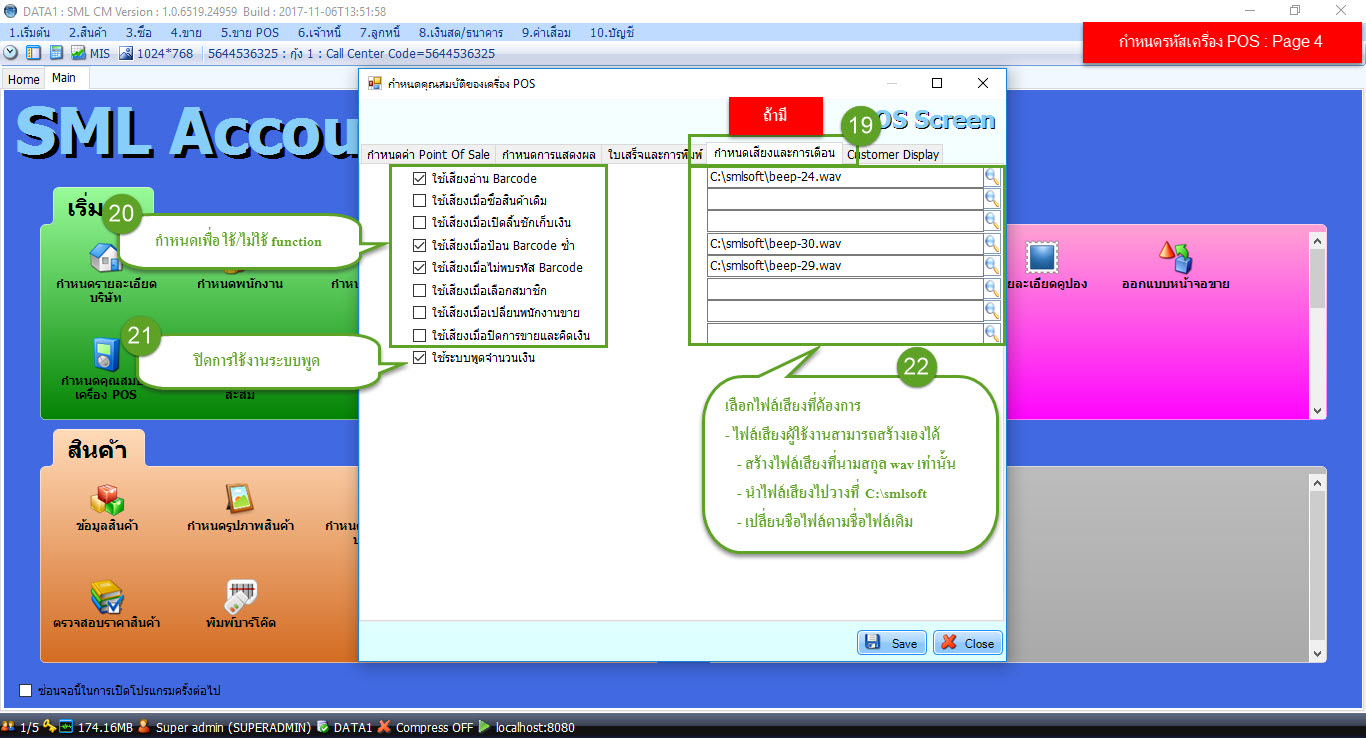 DATA1 : SML CM Version : 1.0.6519.24959 Build : 2017-11-06T13:51:58
1.เริ่มต้น 2.สินค้า 3.ซื้อ 4.ขาย 5.ขาย POS 6.เจ้าหนี้ 7.ลูกหนี้ 8.เงินสด/ธนาคาร 9.ค่าเสื่อม 10.บัญชี
MIS 1024*768 5644536325 : กุ้ง 1 : Call Center Code=5644536325
กำหนดรหัสเครื่อง POS : Page 4
Home Main
SML Accou
กำหนดคุณสมบัติของเครื่อง POS
ถ้ามี
19
OS Screen
กำหนดค่า Point Of Sale กำหนดการแสดงผล ใบเสร็จและการพิมพ์ กำหนดเสียงและการเตือน Customer Display
ใช้เสียงอ่าน Barcode C:\smlsoft\beep-24.wav
ใช้เสียงเมื่อซื้อสินค้าเดิม
ใช้เสียงเมื่อเปิดลิ้นชักเก็บเงิน
ใช้เสียงเมื่อป้อน Barcode ซ้ำ C:\smlsoft\beep-30.wav
ใช้เสียงเมื่อไม่พบรหัส Barcode C:\smlsoft\beep-29.wav
ใช้เสียงเมื่อเลือกสมาชิก
ใช้เสียงเมื่อเปลี่ยนพนักงานขาย
ใช้เสียงเมื่อปิดการขายและคิดเงิน
ใช้ระบบพูดจำนวนเงิน
20
กำหนดเพื่อ ใช้/ไม่ใช้ function
21
ปิดการใช้งานระบบพูด
22
เลือกไฟล์เสียงที่ต้องการ
- ไฟล์เสียงผู้ใช้งานสามารถสร้างเองได้
- สร้างไฟล์เสียงที่นามสกุล wav เท่านั้น
- นำไฟล์เสียงไปวางที่ C:\smlsoft
- เปลี่ยนชื่อไฟล์ตามชื่อไฟล์เดิม
Save Close
เริ่ม
กำหนดรายละเอียด
บริษัท
กำหนดพนักงาน
กำห
กำหนดคุณสมบ
เครื่อง POS
สะสม
ยละเอียดคูปอง ออกแบบหน้าจอขาย
สินค้า
ข้อมูลสินค้า กำหนดรูปภาพสินค้า กำหน
ตรวจสอบราคาสินค้า พิมพ์บาร์โค๊ด
ซ่อนจอนี้ในการเปิดโปรแกรมครั้งต่อไป
1/5 174.16MB Super admin (SUPERADMIN) DATA1 Compress OFF localhost:8080